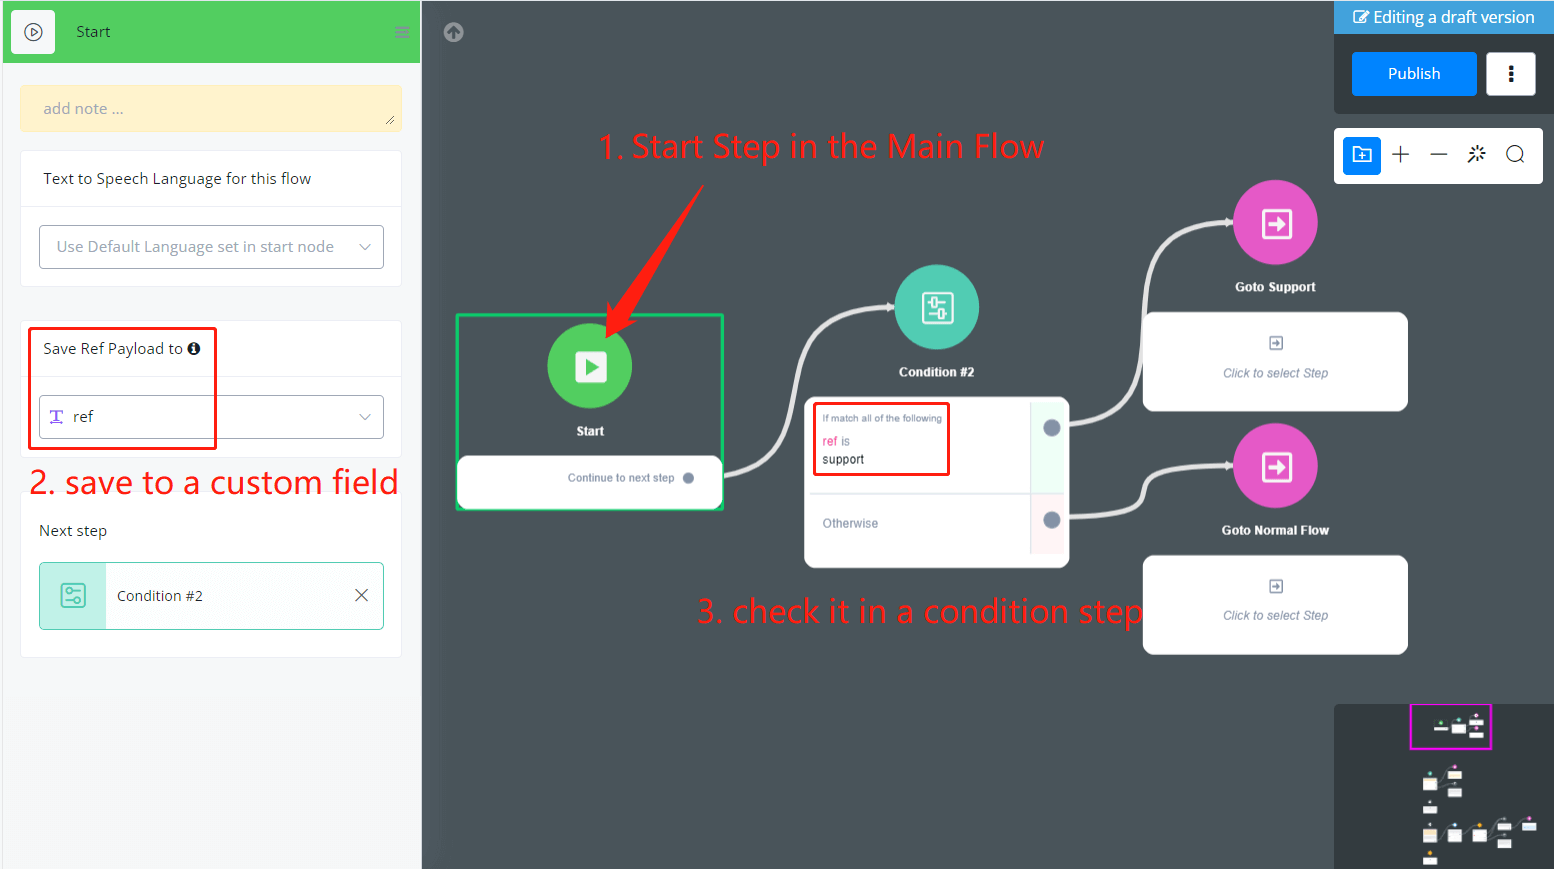 Start
add note ...
Text to Speech Language for this flow
Use Default Language set in start node
Save Ref Payload to
ref
2. save to a custom field
Next step
Condition #2
1. Start Step in the Main Flow
Start
Continue to next step
Condition #2
If match all of the following
ref is
support
Otherwise
3. check it in a condition step
Goto Support
Click to select Step
Goto Normal Flow
Click to select Step
Editing a draft version
Publish